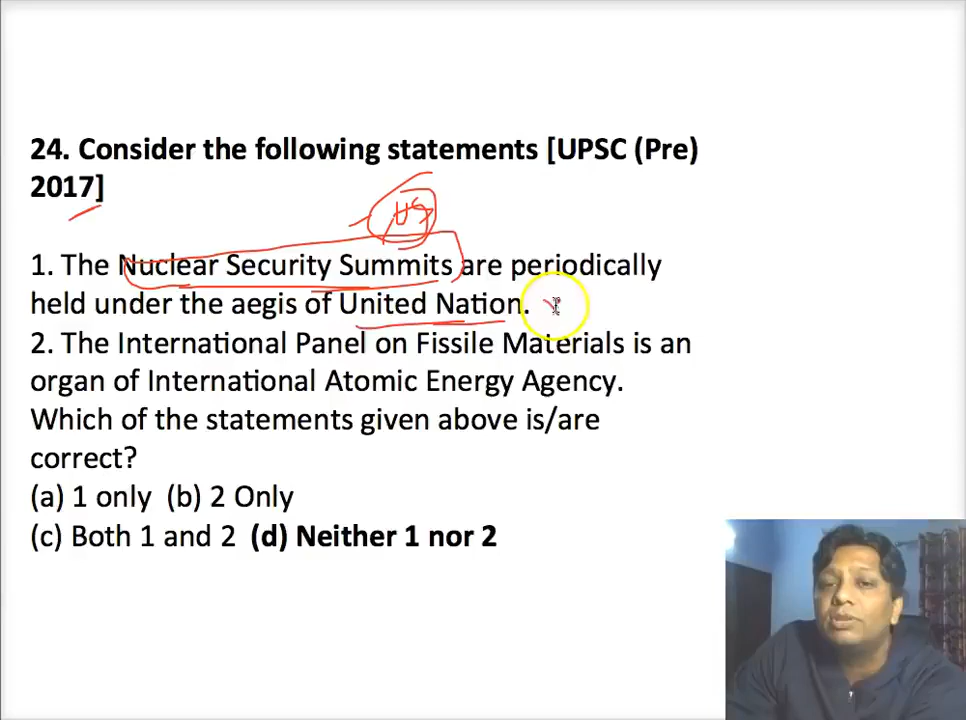 24. Consider the following statements [UPSC (Pre)
2017]
US
1. The Nuclear Security Summits are periodically
held under the aegis of United Nation.
2. The International Panel on Fissile Materials is an
organ of International Atomic Energy Agency.
Which of the statements given above is/are
correct?
(a) 1 only (b) 2 Only
(c) Both 1 and 2 (d) Neither 1 nor 2